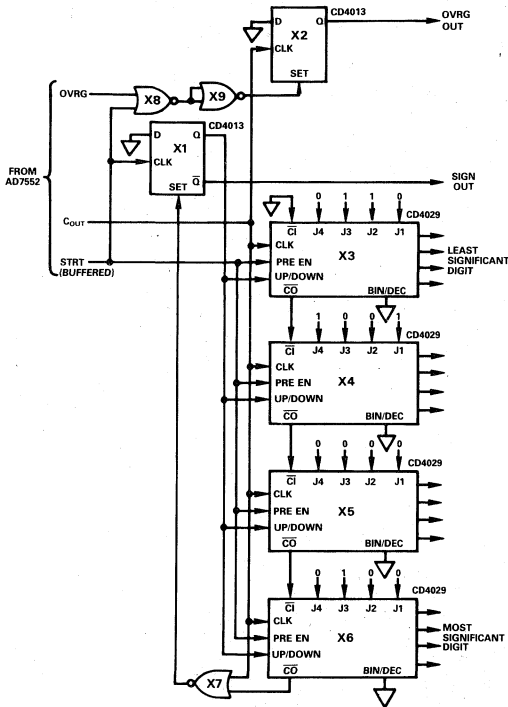 CD4013
D Q
X2
CLK
SET
OVRG
OUT
OVRG
X8
X9
CD4013
D Q
X1
CLK
SET Q
FROM
AD7552
SIGN
OUT
COUT
STRT
(BUFFERED)
0 1 1 0
CD4029
CI J4 J3 J2 J1
CLK
X3
PRE EN
UP/DOWN
CO BIN/DEC
LEAST
SIGNIFICANT
DIGIT
1 0 0 1
CD4029
CI J4 J3 J2 J1
CLK
PRE EN
X4
UP/DOWN
CO BIN/DEC
0 0 0 0
CD4029
CI J4 J3 J2 J1
CLK
PRE EN
X5
UP/DOWN
CO BIN/DEC
0 1 0 0
CD4029
CI J4 J3 J2 J1
CLK
PRE EN
X6
UP/DOWN
CO BIN/DEC
MOST
SIGNIFICANT
DIGIT
X7